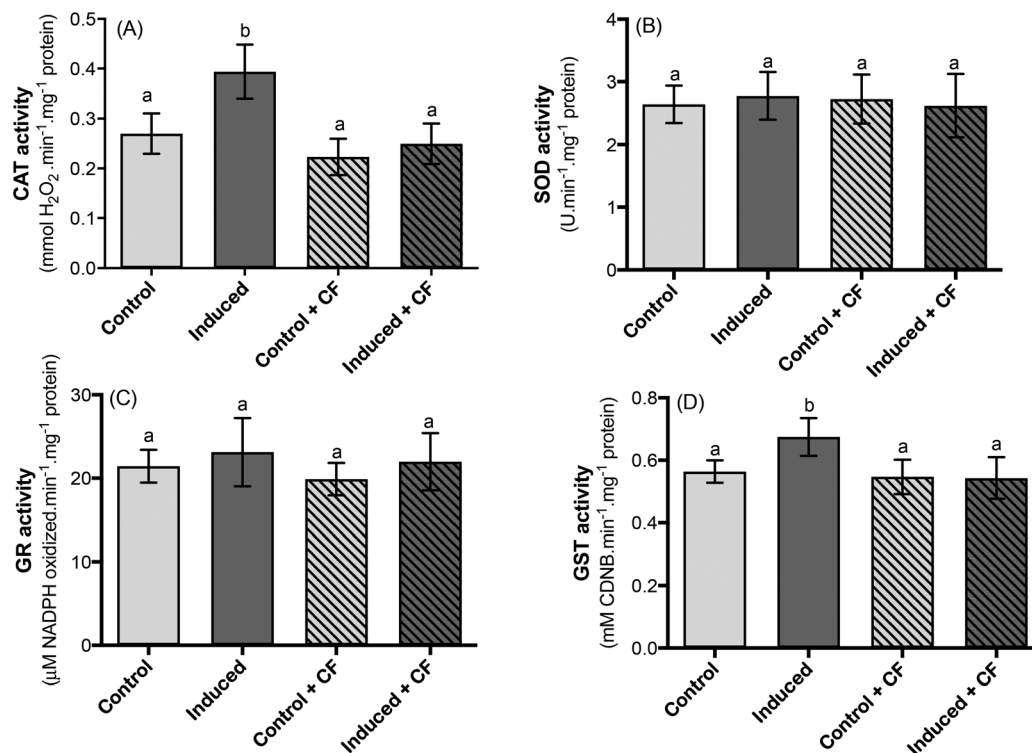 (A)
CAT activity
(mmol H₂O₂ .min⁻¹.mg⁻¹ protein)
0.5
0.4
0.3
0.2
0.1
0.0
a
b
a
a
Control
Induced
Control + CF
Induced + CF
(B)
SOD activity
(U.min⁻¹.mg⁻¹ protein)
4
3
2
1
0
a
a
a
a
Control
Induced
Control + CF
Induced + CF
(C)
GR activity
(µM NADPH oxidized.min⁻¹.mg⁻¹ protein)
30
20
10
0
a
a
a
a
Control
Induced
Control + CF
Induced + CF
(D)
GST activity
(mM CDNB.min⁻¹.mg⁻¹ protein)
0.8
0.6
0.4
0.2
0.0
a
b
a
a
Control
Induced
Control + CF
Induced + CF